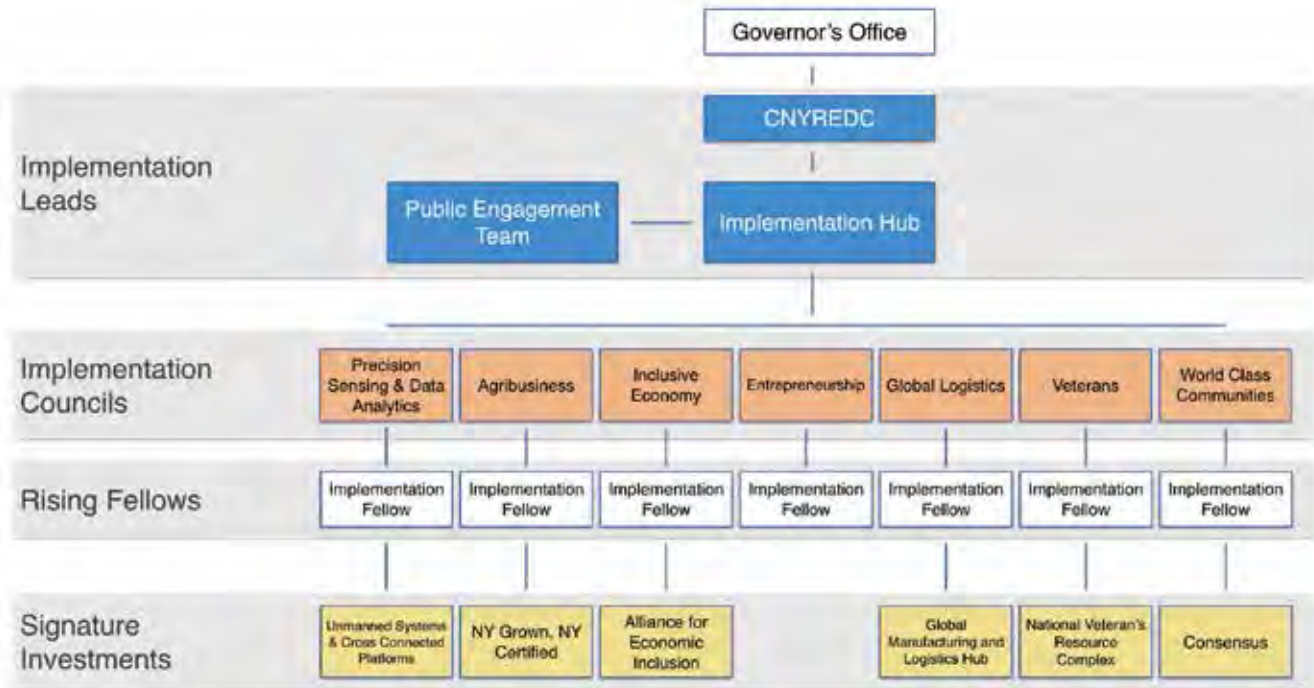 Governor's Office
CNYREDC
Implementation
Leads
Public Engagement
Team
Implementation Hub
Implementation
Councils
Precision
Sensing & Data
Analytics
Agribusiness
Inclusive
Economy
Entrepreneurship
Global Logistics
Veterans
World Class
Communities
Rising Fellows
Implementation
Fellow
Implementation
Fellow
Implementation
Fellow
Implementation
Fellow
Implementation
Fellow
Implementation
Fellow
Implementation
Fellow
Signature
Investments
Unmanned Systems
& Cross Connected
Platforms
NY Grown, NY
Certified
Alliance for
Economic
Inclusion
Global
Manufacturing and
Logistics Hub
National Veteran's
Resource
Complex
Consensus